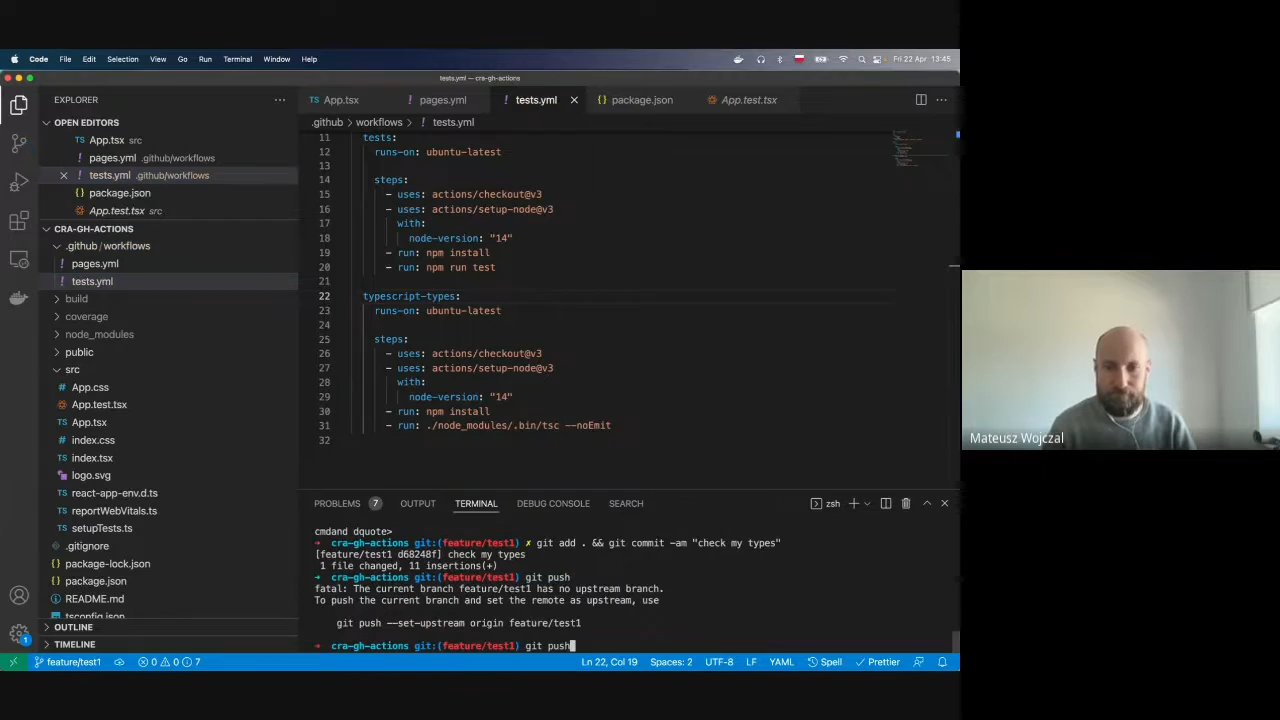 Code File Edit Selection View Go Run Terminal Window Help
Fri 22 Apr 13:45
tests.yml — cra-gh-actions
EXPLORER
OPEN EDITORS
TS App.tsx src
! pages.yml .github/workflows
! tests.yml .github/workflows
{} package.json
App.test.tsx src
CRA-GH-ACTIONS
.github / workflows
! pages.yml
! tests.yml
build
coverage
node_modules
public
src
# App.css
App.test.tsx
TS App.tsx
# index.css
TS index.tsx
logo.svg
TS react-app-env.d.ts
TS reportWebVitals.ts
TS setupTests.ts
.gitignore
{} package-lock.json
{} package.json
README.md
tsconfig.json
OUTLINE
TIMELINE
TS App.tsx ! pages.yml ! tests.yml {} package.json App.test.tsx
.github > workflows > ! tests.yml
11 tests:
12 runs-on: ubuntu-latest
13
14 steps:
15 - uses: actions/checkout@v3
16 - uses: actions/setup-node@v3
17 with:
18 node-version: "14"
19 - run: npm install
20 - run: npm run test
21
22 typescript-types:
23 runs-on: ubuntu-latest
24
25 steps:
26 - uses: actions/checkout@v3
27 - uses: actions/setup-node@v3
28 with:
29 node-version: "14"
30 - run: npm install
31 - run: ./node_modules/.bin/tsc --noEmit
32
PROBLEMS 7 OUTPUT TERMINAL DEBUG CONSOLE SEARCH zsh
cmdand dquote>
➜ cra-gh-actions git:(feature/test1) ✗ git add . && git commit -am "check my types"
[feature/test1 d68248f] check my types
1 file changed, 11 insertions(+)
➜ cra-gh-actions git:(feature/test1) git push
fatal: The current branch feature/test1 has no upstream branch.
To push the current branch and set the remote as upstream, use
git push --set-upstream origin feature/test1
➜ cra-gh-actions git:(feature/test1) git push
1
feature/test1 0 0 7 Ln 22, Col 19 Spaces: 2 UTF-8 LF YAML Spell Prettier
Mateusz Wojczal